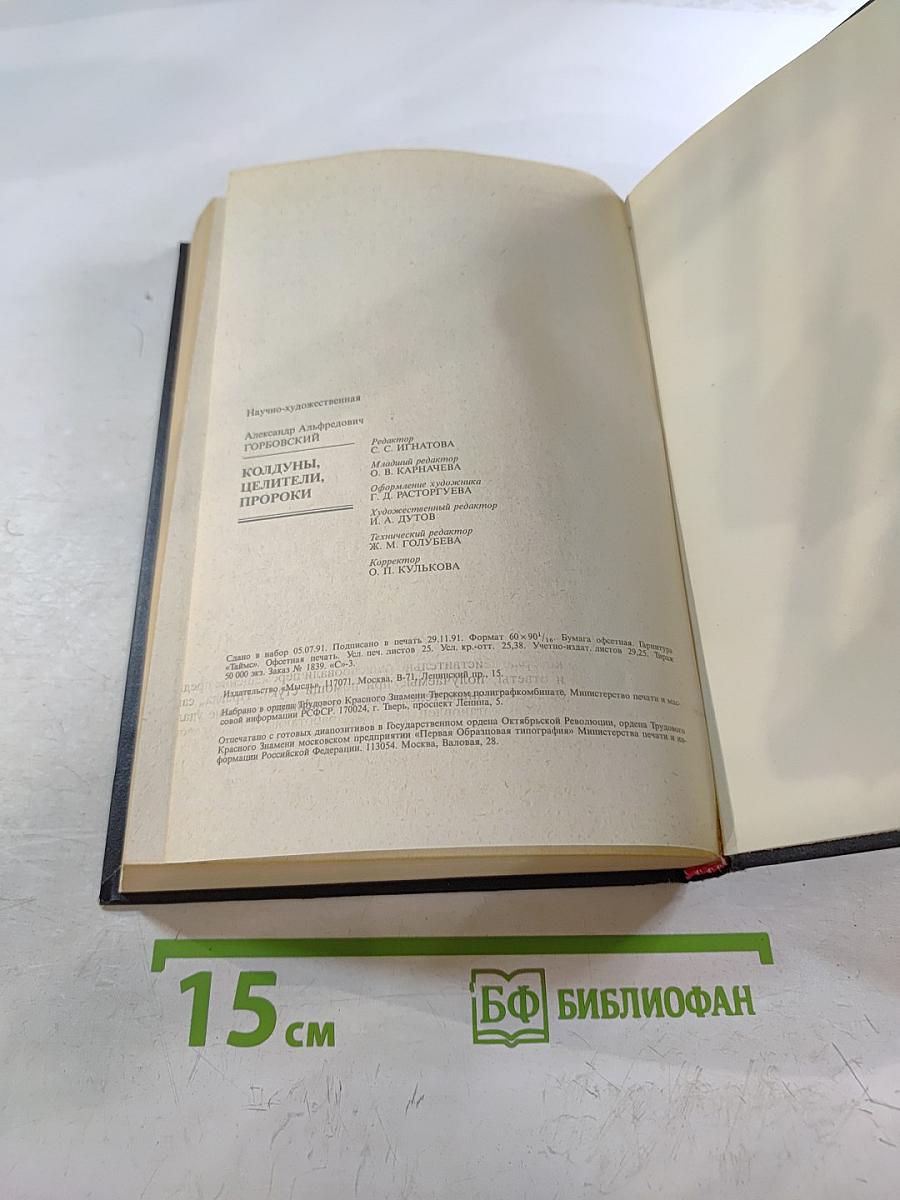 Научно-художественная
Александр Альфредович
ГОРБОВСКИЙ
КОЛДУНЫ,
ЦЕЛИТЕЛИ,
ПРОРОКИ
Редактор
С. С. ИГНАТОВА
Младший редактор
О. В. КАРНАЧЕВА
Оформление художника
Г. Д. РАСТОРГУЕВА
Художественный редактор
И. А. ДУТОВ
Технический редактор
Ж. М. ГОЛУБЕВА
Корректор
О. П. КУЛЬКОВА
Сдано в набор 05.07.91. Подписано в печать 29.11.91. Формат 60×90¹/₁₆. Бумага офсетная. Гарнитура
«Таймс». Офсетная печать. Усл. печ. листов 25. Усл. кр.-отт. 25,38. Учетно-издат. листов 29,25. Тираж
50 000 экз. Заказ № 1839. «С»-3.
Издательство «Мысль». 117071. Москва, В-71, Ленинский пр., 15.
Набрано в ордена Трудового Красного Знамени Тверском полиграфкомбинате, Министерство печати и мас-
совой информации РСФСР. 170024, г. Тверь, проспект Ленина, 5.
Отпечатано с готовых диапозитивов в Государственном ордена Октябрьской Революции, ордена Трудового
Красного Знамени московском предприятии «Первая Образцовая типография» Министерства печати и ин-
формации Российской Федерации. 113054. Москва, Валовая, 28.
15 см
БФ БИБЛИОФАН